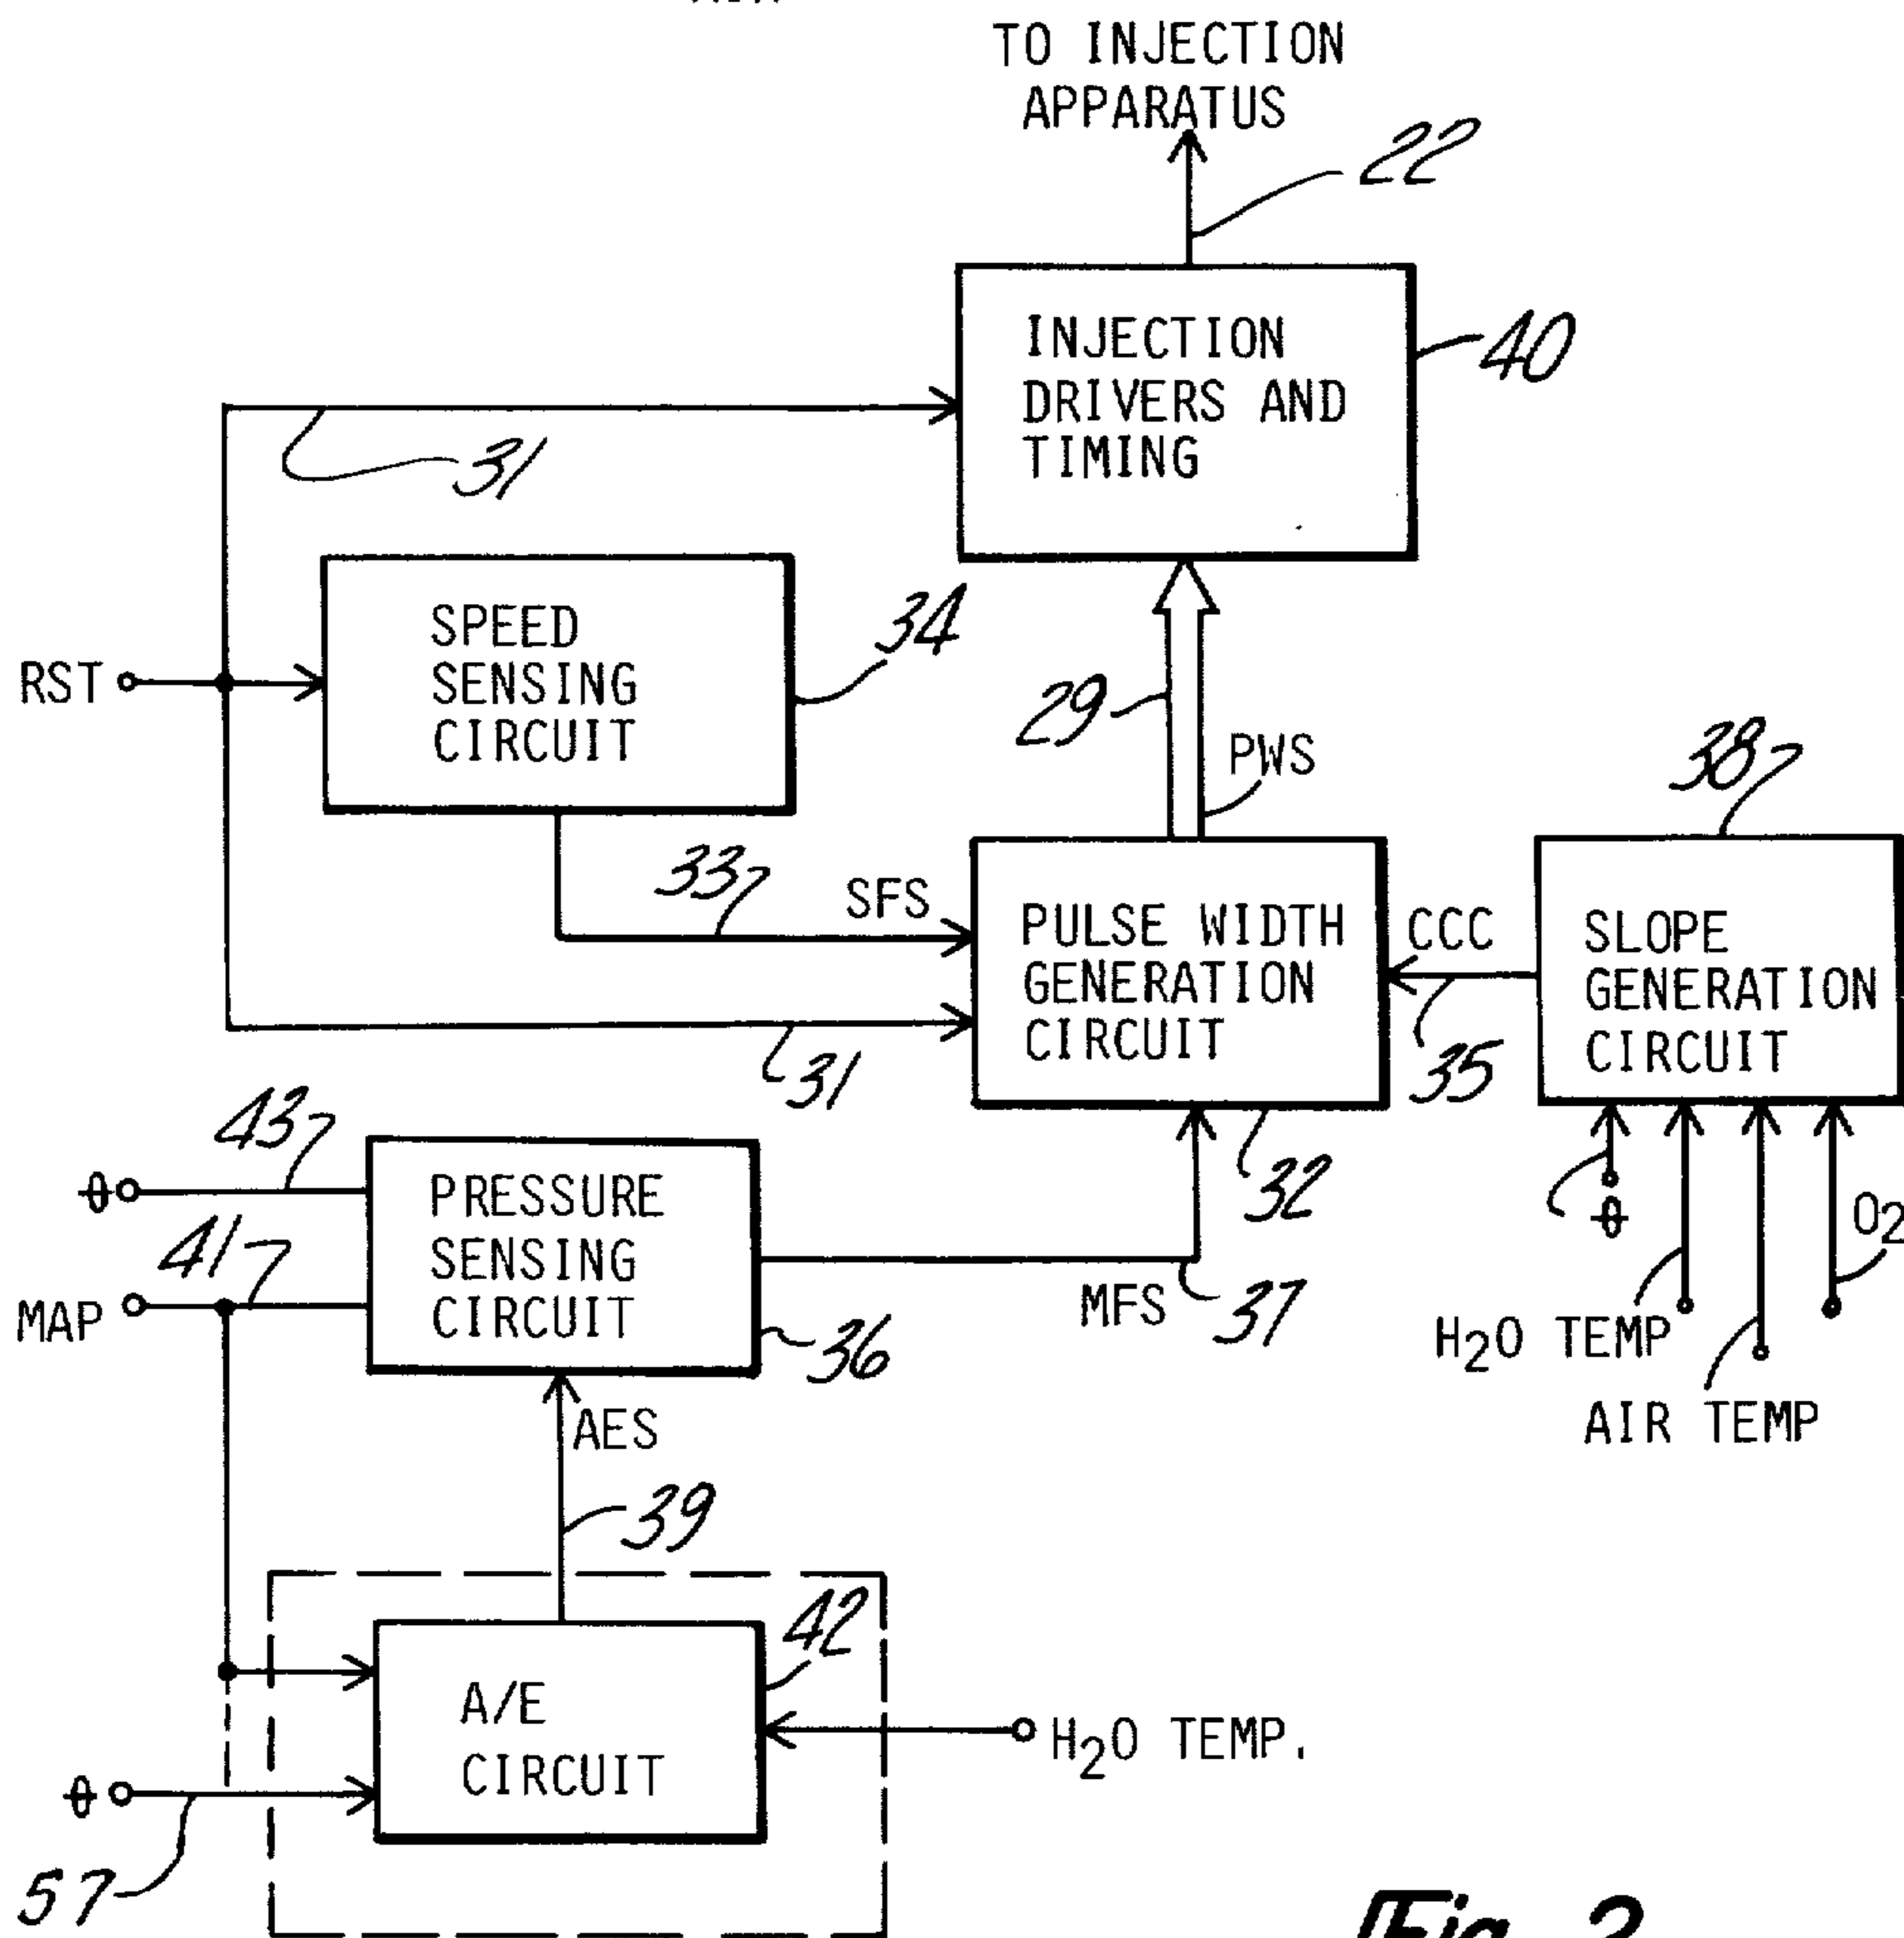 TO INJECTION
APPARATUS
22
INJECTION
DRIVERS AND
TIMING
40
31
SPEED
SENSING
CIRCUIT
34
RST
29
PWS
38
33
SFS
PULSE WIDTH
GENERATION
CIRCUIT
CCC
SLOPE
GENERATION
CIRCUIT
35
31
32
43
θ
PRESSURE
SENSING
CIRCUIT
41
MAP
36
MFS
37
θ
O2
H2O TEMP
AIR TEMP
AES
39
42
A/E
CIRCUIT
H2O TEMP.
θ
57
Fig. 2